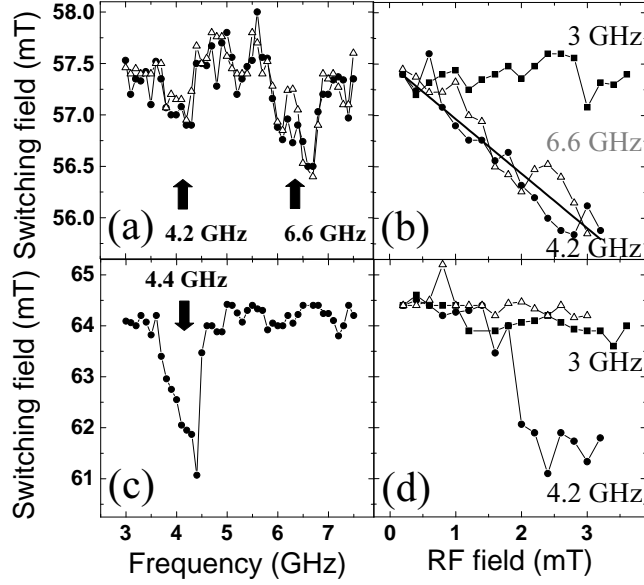 Switching field (mT)
58.0
57.5
57.0
56.5
56.0
(a)
4.2 GHz
6.6 GHz
(b)
3 GHz
6.6 GHz
4.2 GHz
Switching field (mT)
65
64
63
62
61
4.4 GHz
(c)
(d)
3 GHz
4.2 GHz
3 4 5 6 7
0 1 2 3
Frequency (GHz)
RF field (mT)